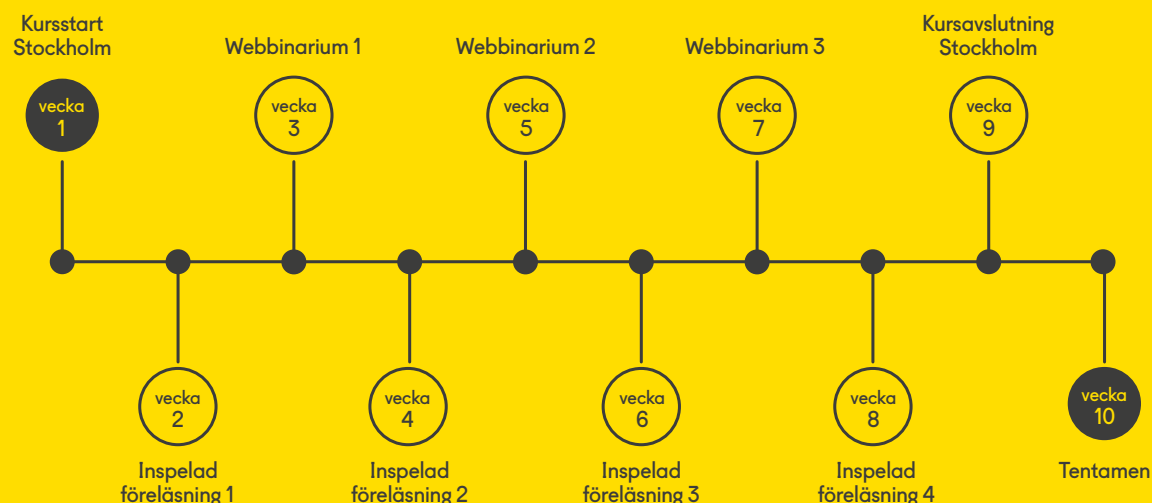 Kursstart
Stockholm
vecka
1
Inspelad
föreläsning 1
vecka
2
Webbinarium 1
vecka
3
Inspelad
föreläsning 2
vecka
4
Webbinarium 2
vecka
5
Inspelad
föreläsning 3
vecka
6
Webbinarium 3
vecka
7
Inspelad
föreläsning 4
vecka
8
Kursavslutning
Stockholm
vecka
9
Tentamen
vecka
10